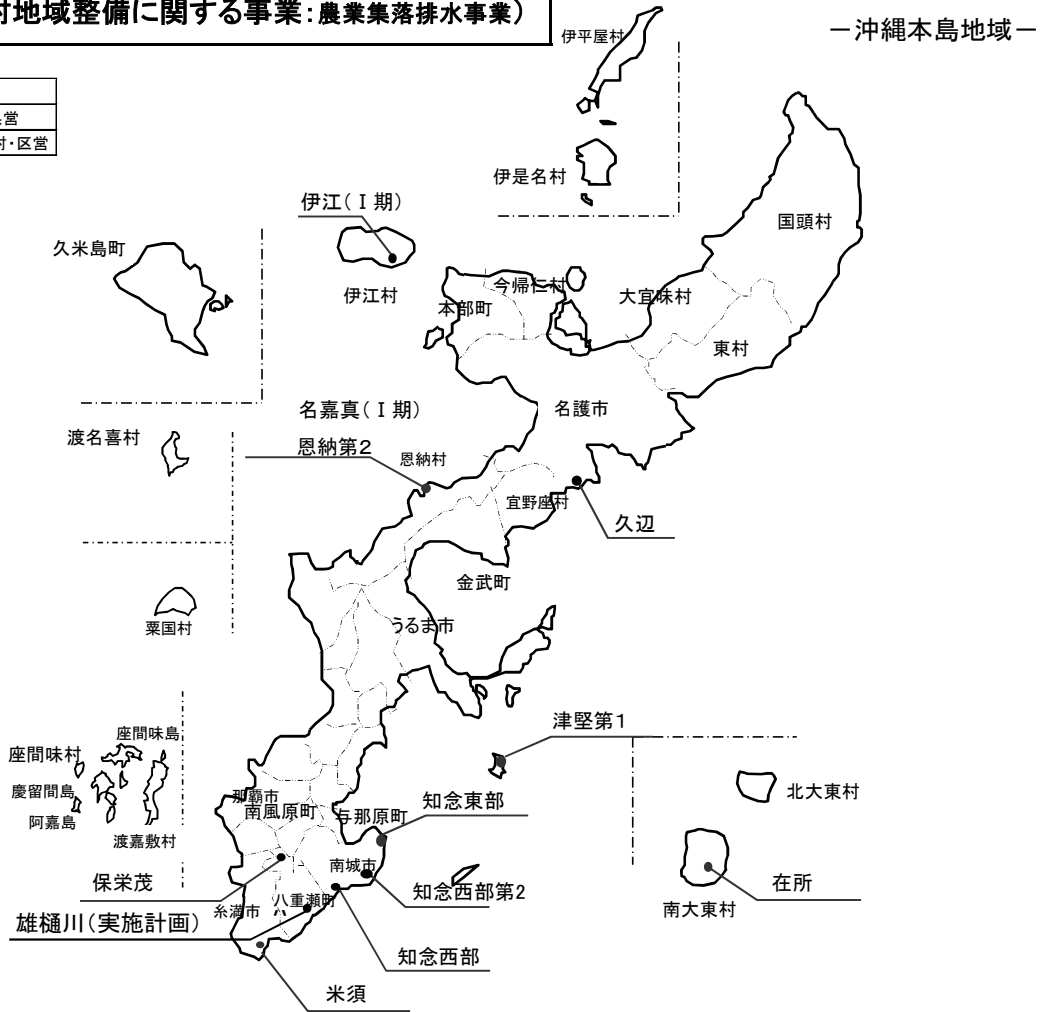 村地域整備に関する事業:農業集落排水事業)
-沖縄本島地域-
営
村・区営
伊平屋村
伊是名村
伊江(Ⅰ期)
国頭村
久米島町
伊江村
今帰仁村
本部町
大宜味村
東村
名嘉真(Ⅰ期)
名護市
渡名喜村
恩納第2
恩納村
宜野座村
久辺
金武町
粟国村
うるま市
津堅第1
座間味島
座間味村
慶留間島
阿嘉島
渡嘉敷村
北大東村
那覇市
南風原町
与那原町
知念東部
南城市
保栄茂
知念西部第2
在所
南大東村
糸満市
八重瀬町
雄樋川(実施計画)
知念西部
米須